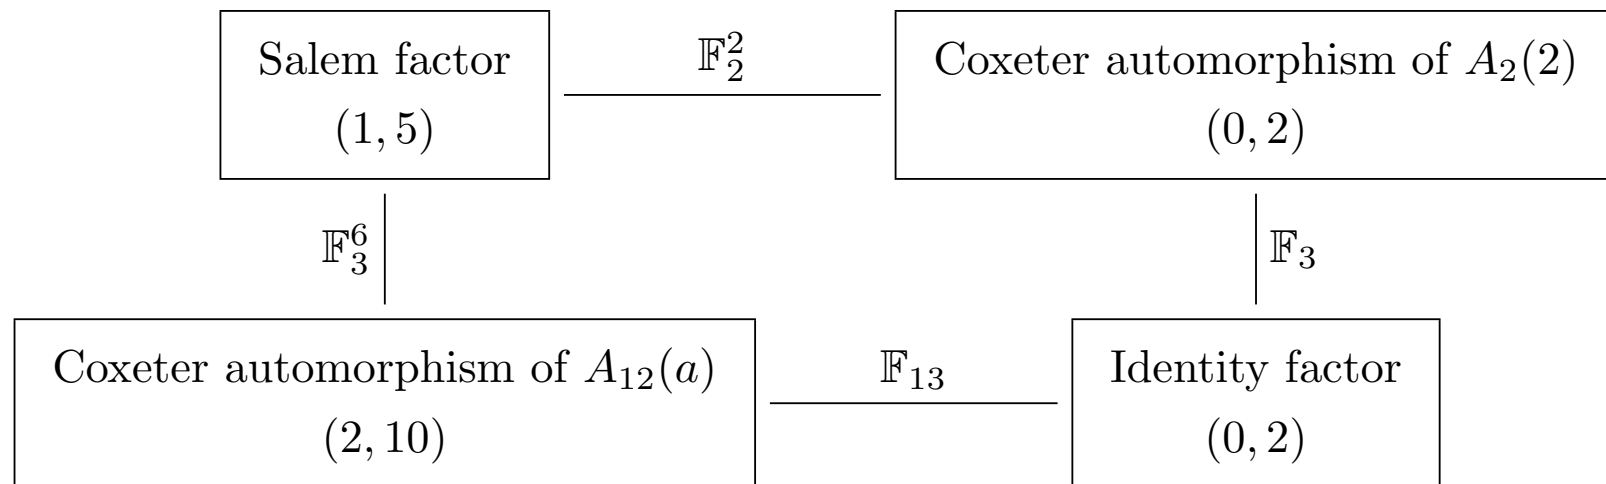 Salem factor
(1, 5)
𝔽₂²
Coxeter automorphism of A₂(2)
(0, 2)
𝔽₃⁶
𝔽₃
Coxeter automorphism of A₁₂(a)
(2, 10)
𝔽₁₃
Identity factor
(0, 2)